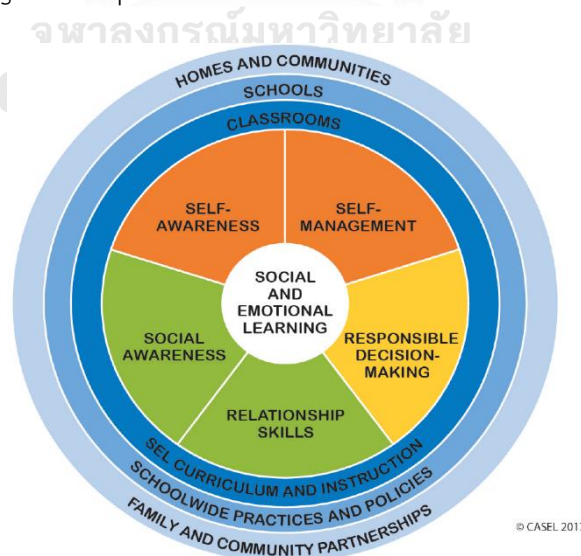 จุฬาลงกรณ์มหาวิทยาลัย
HOMES AND COMMUNITIES
SCHOOLS
CLASSROOMS
SELF-
AWARENESS
SELF-
MANAGEMENT
SOCIAL
AND
EMOTIONAL
LEARNING
SOCIAL
AWARENESS
RESPONSIBLE
DECISION-
MAKING
RELATIONSHIP
SKILLS
SEL CURRICULUM AND INSTRUCTION
SCHOOLWIDE PRACTICES AND POLICIES
FAMILY AND COMMUNITY PARTNERSHIPS
© CASEL